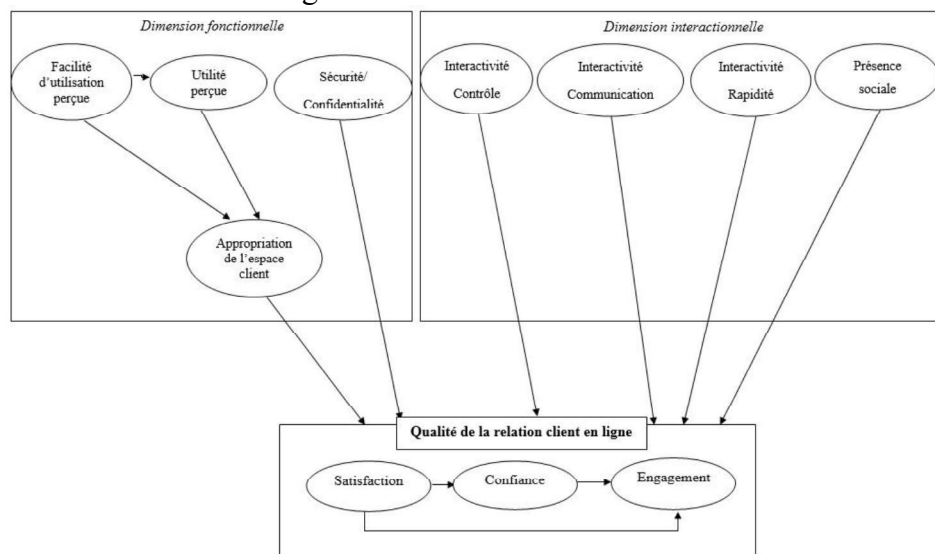 Dimension fonctionnelle
Facilité
d'utilisation
perçue
Utilité
perçue
Sécurité/
Confidentialité
Appropriation
de l'espace
client
Dimension interactionnelle
Interactivité
Contrôle
Interactivité
Communication
Interactivité
Rapidité
Présence
sociale
Qualité de la relation client en ligne
Satisfaction
Confiance
Engagement